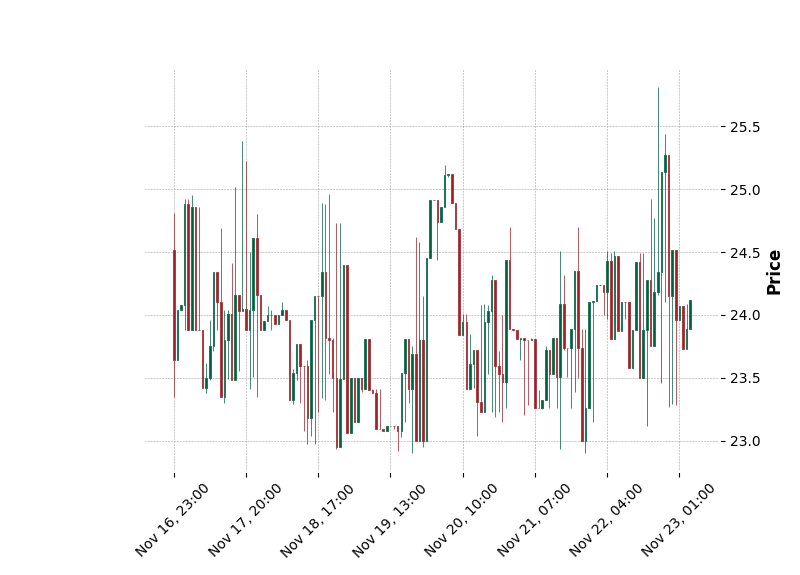 25.5
25.0
24.5
24.0
23.5
23.0
Price
Nov 16, 23:00
Nov 17, 20:00
Nov 18, 17:00
Nov 19, 13:00
Nov 20, 10:00
Nov 21, 07:00
Nov 22, 04:00
Nov 23, 01:00